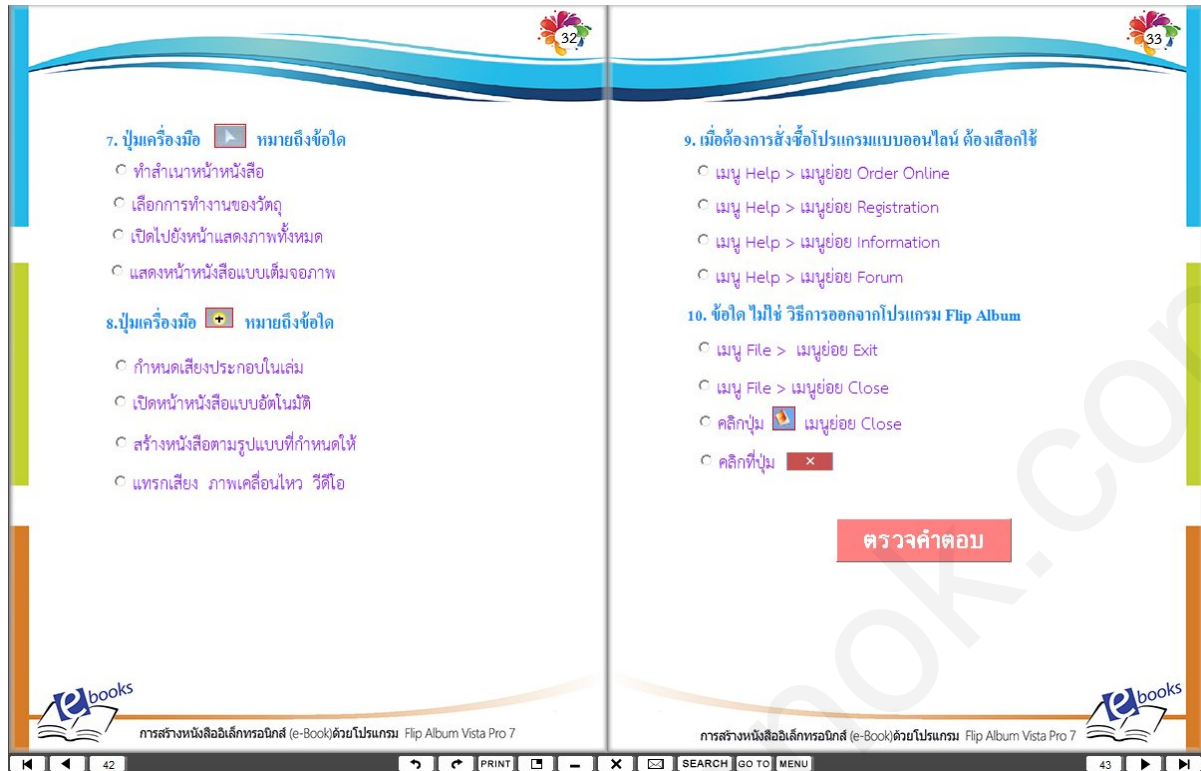 32
7. ปุ่มเครื่องมือ หมายถึงข้อใด
ทำสำเนาหน้าหนังสือ
เลือกการทำงานของวัตถุ
เปิดไปยังหน้าแสดงภาพทั้งหมด
แสดงหน้าหนังสือแบบเต็มจอภาพ
8.ปุ่มเครื่องมือ หมายถึงข้อใด
กำหนดเสียงประกอบในเล่ม
เปิดหน้าหนังสือแบบอัตโนมัติ
สร้างหนังสือตามรูปแบบที่กำหนดให้
แทรกเสียง ภาพเคลื่อนไหว วีดีโอ
e books
การสร้างหนังสืออิเล็กทรอนิกส์ (e-Book)ด้วยโปรแกรม Flip Album Vista Pro 7
33
9. เมื่อต้องการสั่งซื้อโปรแกรมแบบออนไลน์ ต้องเลือกใช้
เมนู Help > เมนูย่อย Order Online
เมนู Help > เมนูย่อย Registration
เมนู Help > เมนูย่อย Information
เมนู Help > เมนูย่อย Forum
10. ข้อใด ไม่ใช่ วิธีการออกจากโปรแกรม Flip Album
เมนู File > เมนูย่อย Exit
เมนู File > เมนูย่อย Close
คลิกปุ่ม เมนูย่อย Close
คลิกที่ปุ่ม
ตรวจคำตอบ
e books
การสร้างหนังสืออิเล็กทรอนิกส์ (e-Book)ด้วยโปรแกรม Flip Album Vista Pro 7
42 PRINT SEARCH GO TO MENU 43